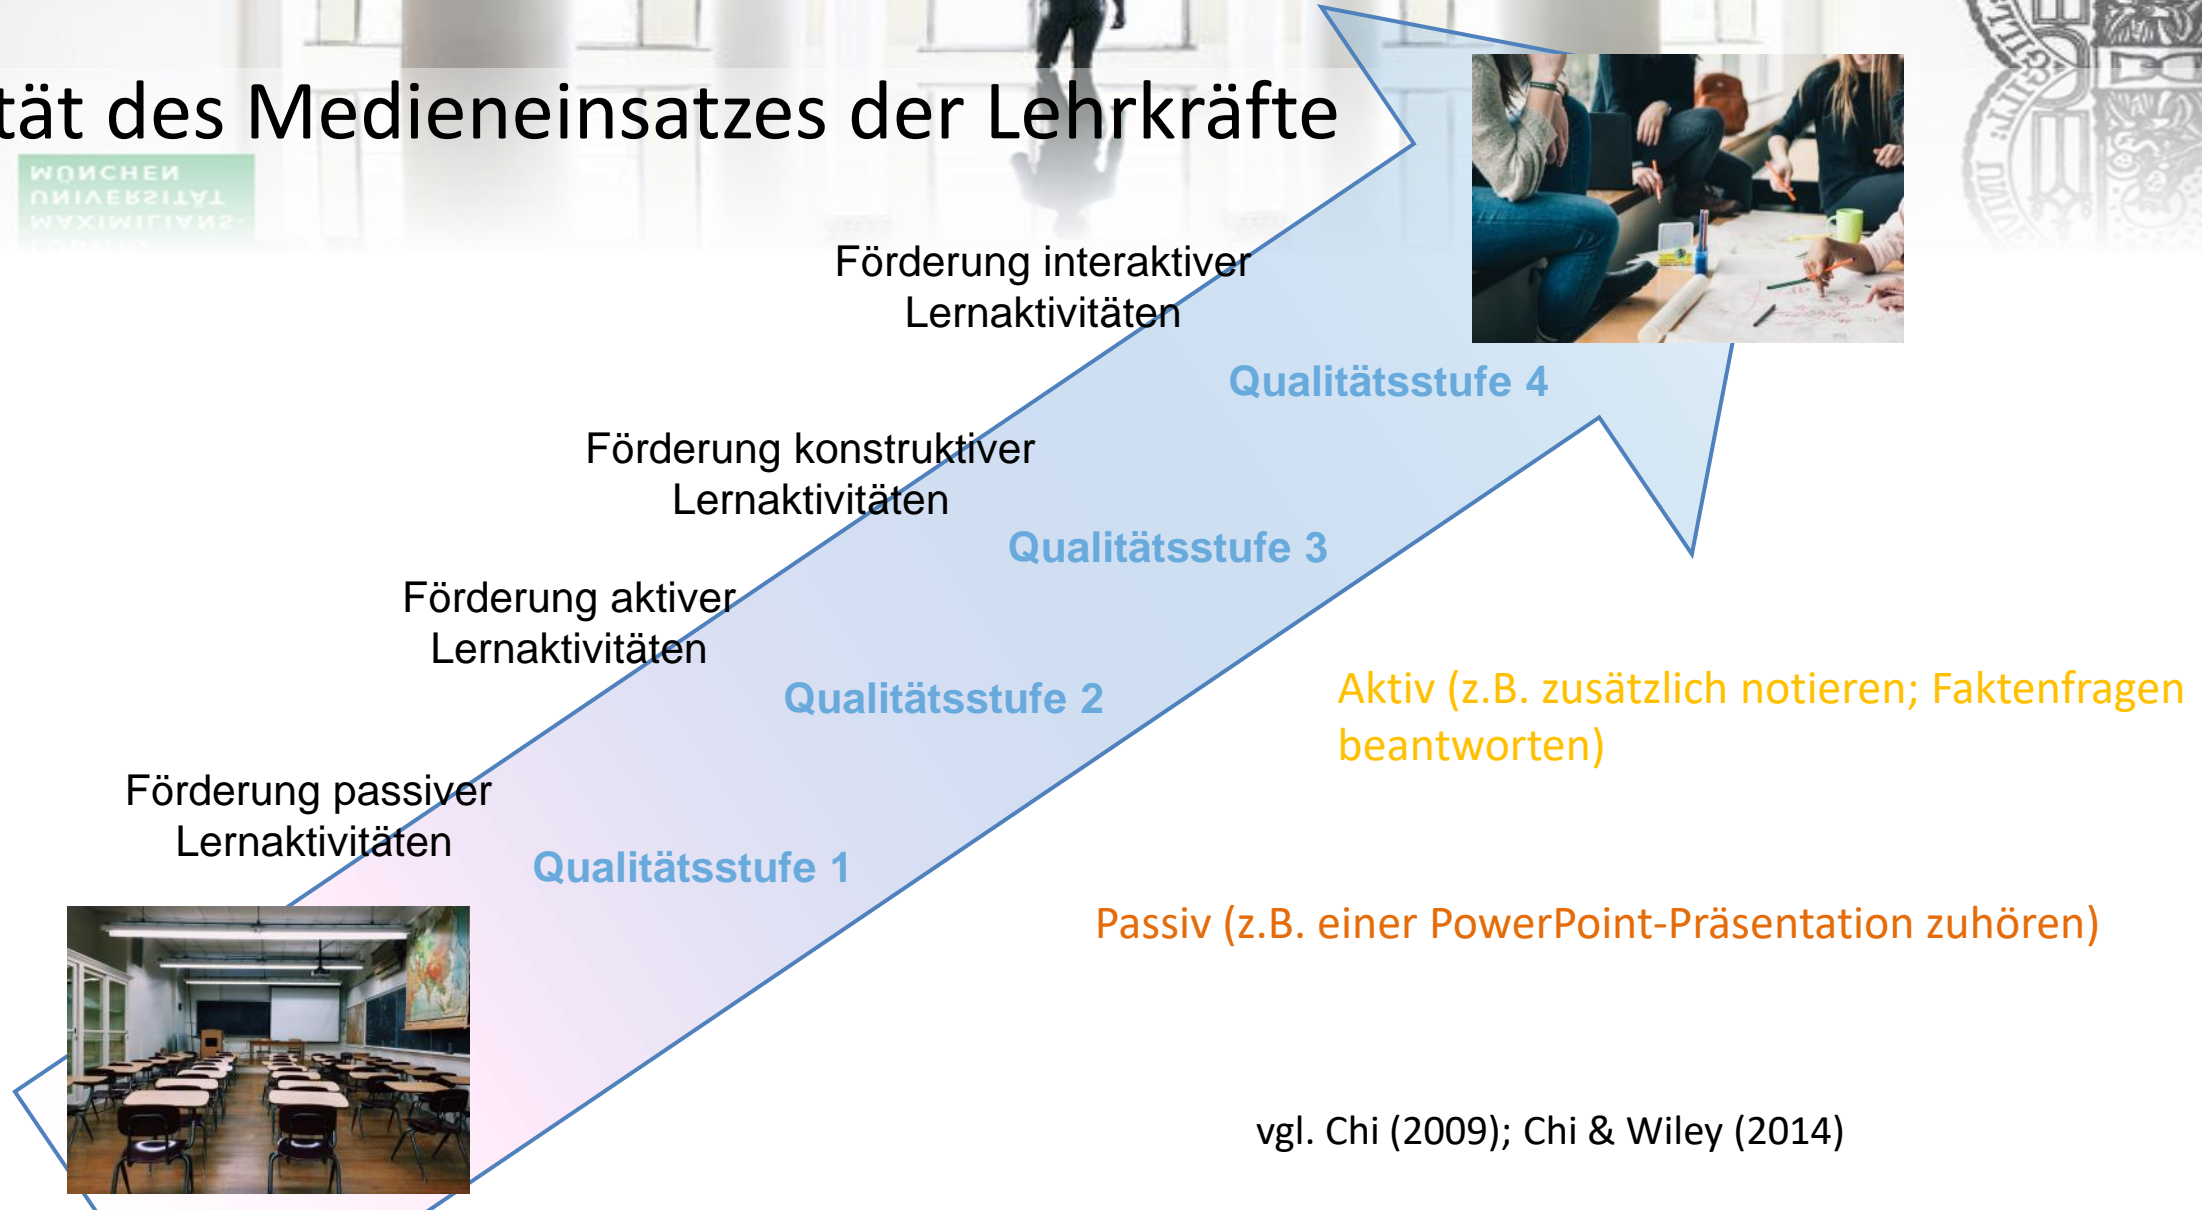 tät des Medieneinsatzes der Lehrkräfte
MÜNCHEN
UNIVERSITÄT
MAXIMILIANS-
Förderung interaktiver
Lernaktivitäten
Qualitätsstufe 4
Förderung konstruktiver
Lernaktivitäten
Qualitätsstufe 3
Förderung aktiver
Lernaktivitäten
Qualitätsstufe 2
Aktiv (z.B. zusätzlich notieren; Faktenfragen
beantworten)
Förderung passiver
Lernaktivitäten
Qualitätsstufe 1
Passiv (z.B. einer PowerPoint-Präsentation zuhören)
vgl. Chi (2009); Chi & Wiley (2014)